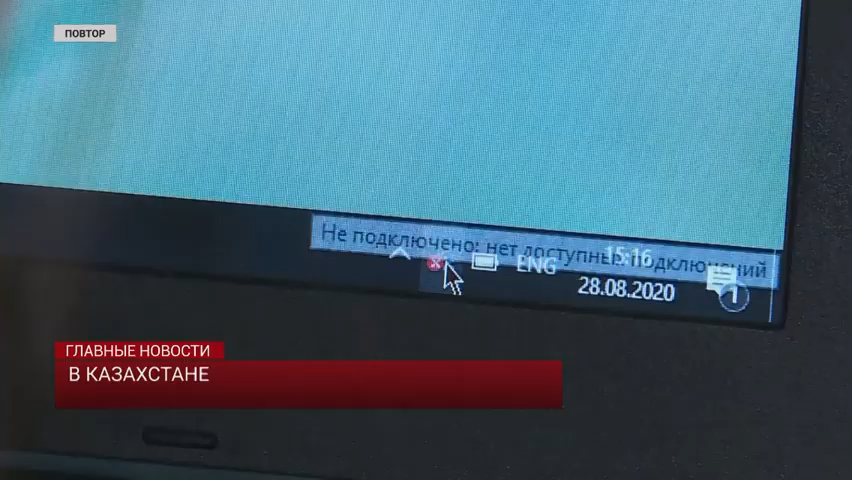 ПОВТОР
Не подключено: нет доступных подключений
15:16
ENG
28.08.2020
1
ГЛАВНЫЕ НОВОСТИ
В КАЗАХСТАНЕ